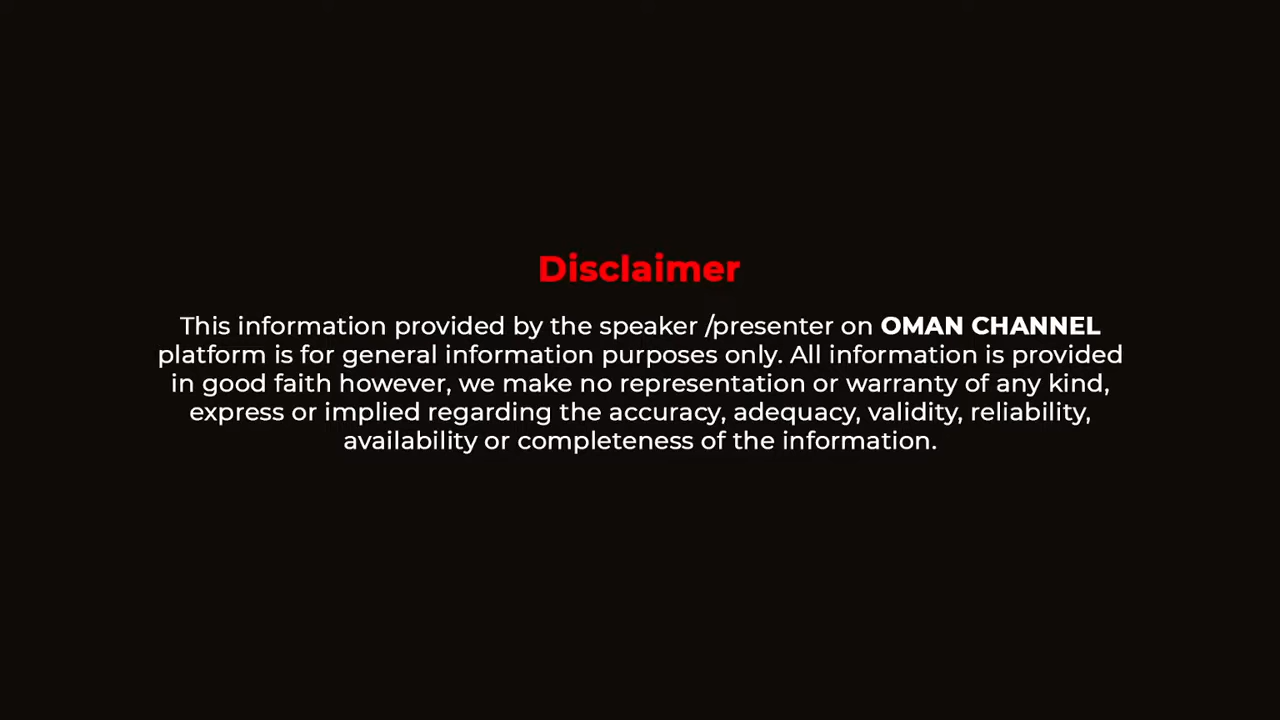 Disclaimer
This information provided by the speaker /presenter on OMAN CHANNEL
platform is for general information purposes only. All information is provided
in good faith however, we make no representation or warranty of any kind,
express or implied regarding the accuracy, adequacy, validity, reliability,
availability or completeness of the information.